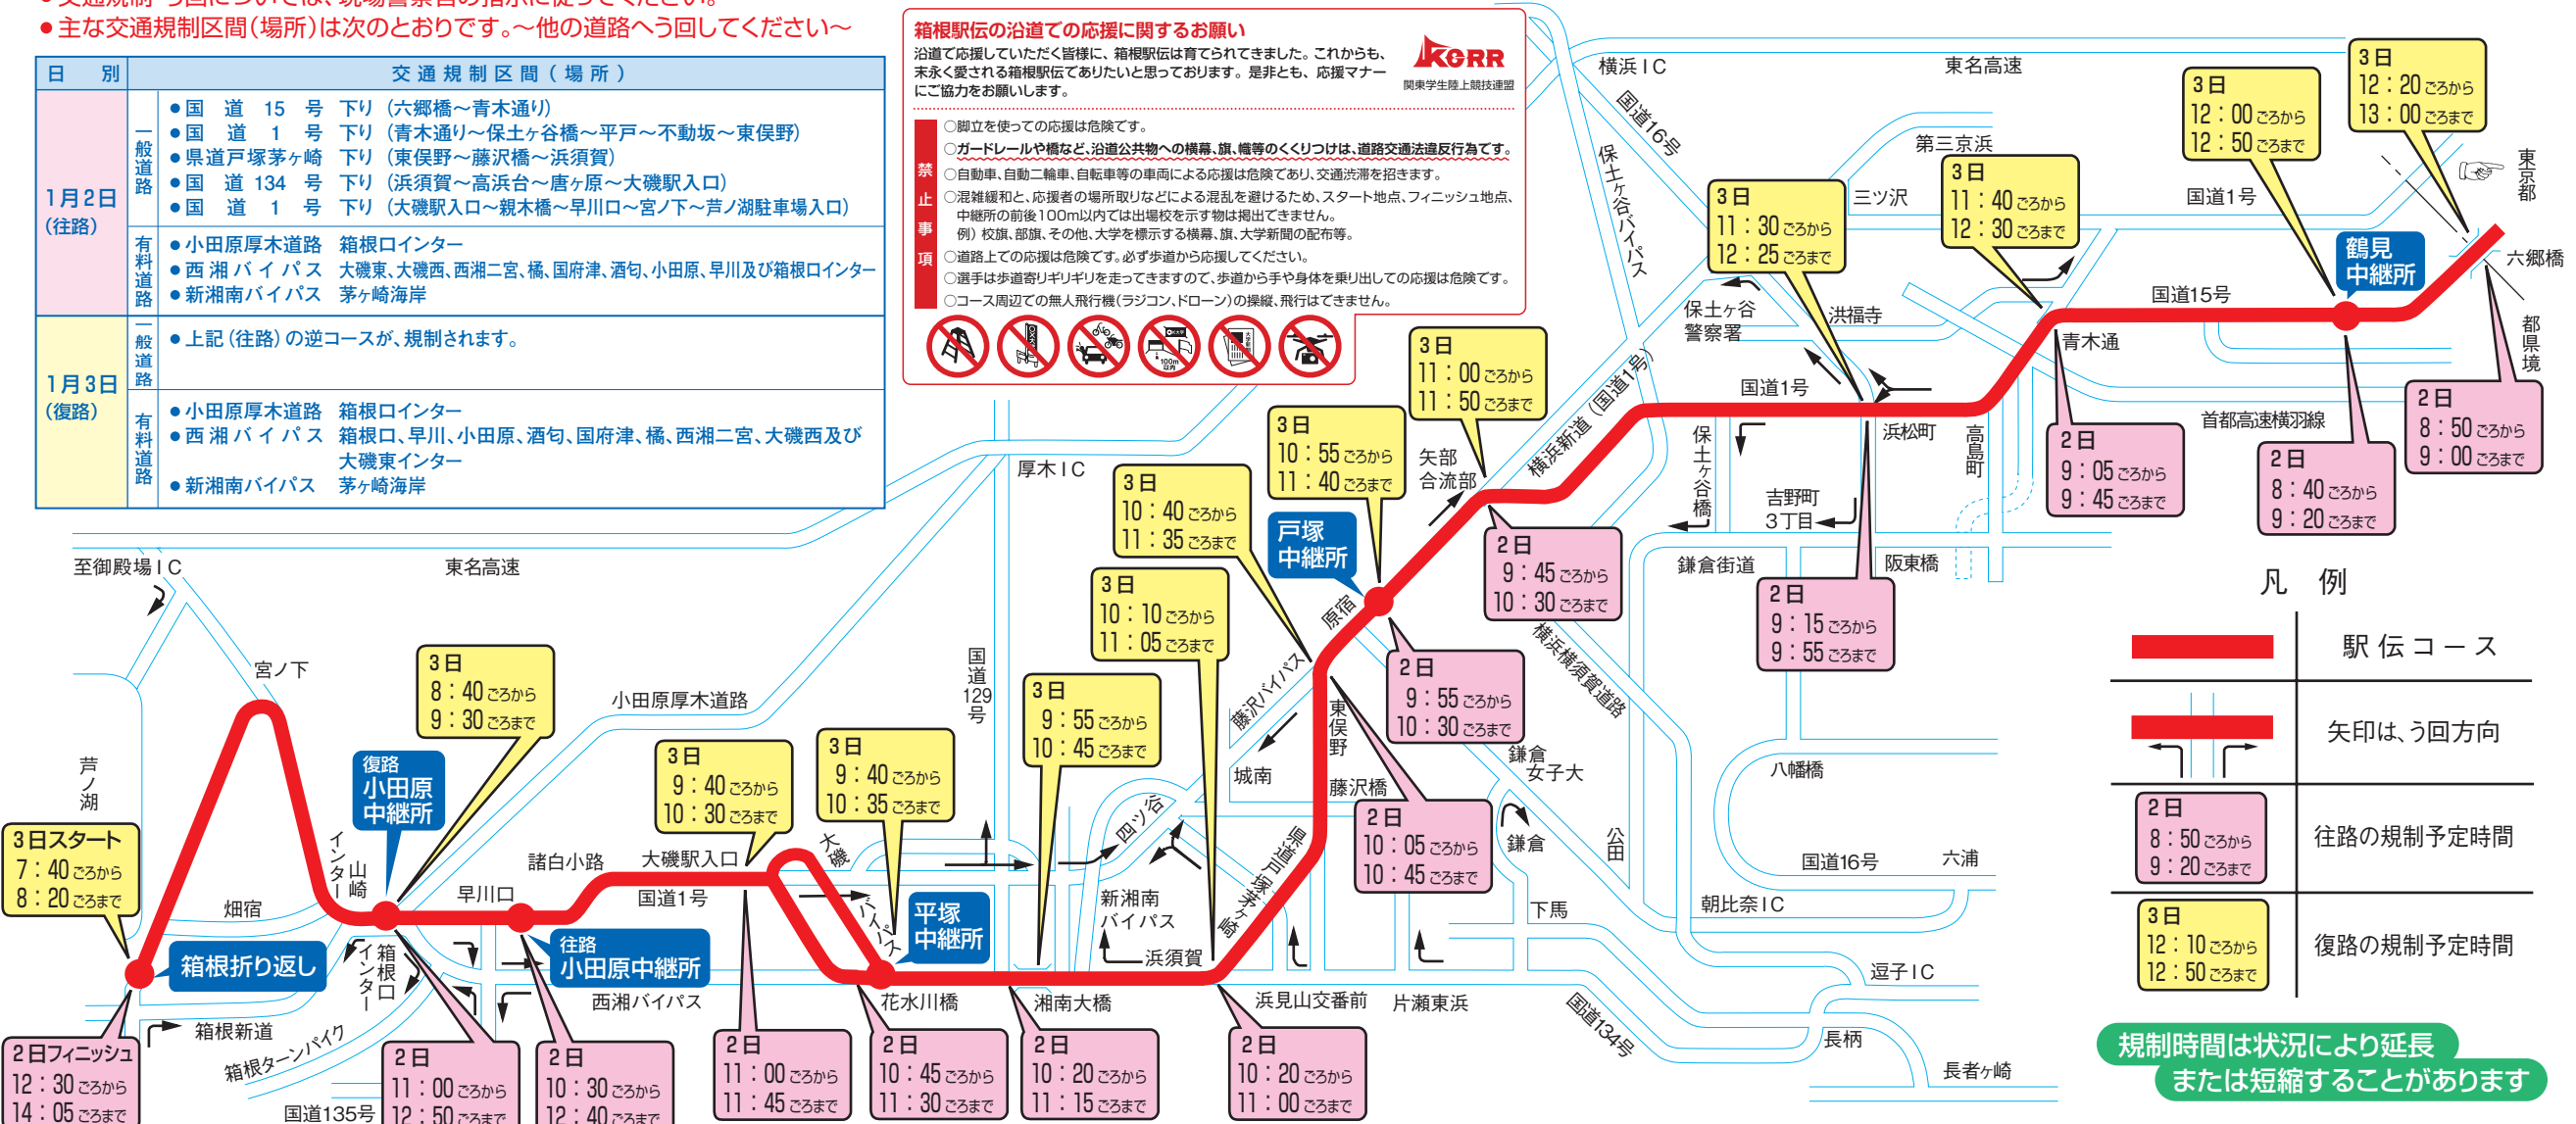 ● 主な交通規制区間(場所)は次のとおりです。~他の道路へう回してください~
日 別 交通規制区間(場所)
1月2日
(往路)
一般道路
● 国道15号 下り (六郷橋~青木通り)
● 国道1号 下り (青木通り~保土ヶ谷橋~平戸~不動坂~東俣野)
● 県道戸塚茅ヶ崎 下り (東俣野~藤沢橋~浜須賀)
● 国道134号 下り (浜須賀~高浜台~唐ヶ原~大磯駅入口)
● 国道1号 下り (大磯駅入口~親木橋~早川口~宮ノ下~芦ノ湖駐車場入口)
有料道路
● 小田原厚木道路 箱根口インター
● 西湘バイパス 大磯東、大磯西、西湘二宮、橘、国府津、酒匂、小田原、早川及び箱根口インター
● 新湘南バイパス 茅ヶ崎海岸
1月3日
(復路)
一般道路
● 上記(往路)の逆コースが、規制されます。
有料道路
● 小田原厚木道路 箱根口インター
● 西湘バイパス 箱根口、早川、小田原、酒匂、国府津、橘、西湘二宮、大磯西及び
大磯東インター
● 新湘南バイパス 茅ヶ崎海岸
箱根駅伝の沿道での応援に関するお願い
沿道で応援していただく皆様に、箱根駅伝は育てられてきました。これからも、
末永く愛される箱根駅伝でありたいと思っております。是非とも、応援マナー
にご協力をお願いします。
KGRR
関東学生陸上競技連盟
禁止事項
○脚立を使っての応援は危険です。
○ガードレールや橋など、沿道公共物への横幕、旗、幟等のくくりつけは、道路交通法違反行為です。
○自動車、自動二輪車、自転車等の車両による応援は危険であり、交通渋滞を招きます。
○混雑緩和と、応援者の場所取りなどによる混乱を避けるため、スタート地点、フィニッシュ地点、
中継所の前後100m以内では出場校を示す物は掲出できません。
例) 校旗、部旗、その他、大学を標示する横幕、旗、大学新聞の配布等。
○道路上での応援は危険です。必ず歩道から応援してください。
○選手は歩道寄りギリギリを走ってきますので、歩道から手や身体を乗り出しての応援は危険です。
○コース周辺での無人飛行機(ラジコン、ドローン)の操縦、飛行はできません。
100m
以内
横浜IC
東名高速
国道16号
保土ヶ谷バイパス
第三京浜
三ツ沢
国道1号
東京都
六郷橋
都県境
3日
12:20ごろから
13:00ごろまで
3日
12:00ごろから
12:50ごろまで
3日
11:40ごろから
12:30ごろまで
3日
11:30ごろから
12:25ごろまで
鶴見
中継所
国道15号
青木通
首都高速横羽線
保土ヶ谷
警察署
洪福寺
国道1号
浜松町
高島町
保土ヶ谷橋
吉野町
3丁目
鎌倉街道
阪東橋
2日
8:50ごろから
9:00ごろまで
2日
8:40ごろから
9:20ごろまで
2日
9:05ごろから
9:45ごろまで
2日
9:15ごろから
9:55ごろまで
3日
11:00ごろから
11:50ごろまで
横浜新道(国道1号)
矢部
合流部
3日
10:55ごろから
11:40ごろまで
戸塚
中継所
原宿
2日
9:45ごろから
10:30ごろまで
2日
9:55ごろから
10:30ごろまで
3日
10:40ごろから
11:35ごろまで
3日
10:10ごろから
11:05ごろまで
藤沢バイパス
東俣野
城南
藤沢橋
2日
10:05ごろから
10:45ごろまで
横浜横須賀道路
鎌倉
女子大
鎌倉
公田
八幡橋
国道16号
六浦
朝比奈IC
下馬
逗子IC
長柄
長者ヶ崎
国道134号
片瀬東浜
浜見山交番前
県道戸塚茅ヶ崎
浜須賀
新湘南
バイパス
四ツ谷
厚木IC
国道129号
3日
9:55ごろから
10:45ごろまで
至御殿場IC
東名高速
宮ノ下
小田原厚木道路
3日
8:40ごろから
9:30ごろまで
3日
9:40ごろから
10:30ごろまで
3日
9:40ごろから
10:35ごろまで
復路
小田原
中継所
芦ノ湖
3日スタート
7:40ごろから
8:20ごろまで
箱根折り返し
畑宿
山崎
インター
箱根口
インター
早川口
諸白小路
大磯駅入口
国道1号
大磯
バイパス
平塚
中継所
往路
小田原中継所
西湘バイパス
花水川橋
湘南大橋
箱根新道
箱根ターンパイク
国道135号
2日フィニッシュ
12:30ごろから
14:05ごろまで
2日
11:00ごろから
12:50ごろまで
2日
10:30ごろから
12:40ごろまで
2日
11:00ごろから
11:45ごろまで
2日
10:45ごろから
11:30ごろまで
2日
10:20ごろから
11:15ごろまで
2日
10:20ごろから
11:00ごろまで
凡例
駅伝コース
矢印は、う回方向
2日
8:50ごろから
9:20ごろまで
往路の規制予定時間
3日
12:10ごろから
12:50ごろまで
復路の規制予定時間
規制時間は状況により延長
または短縮することがあります